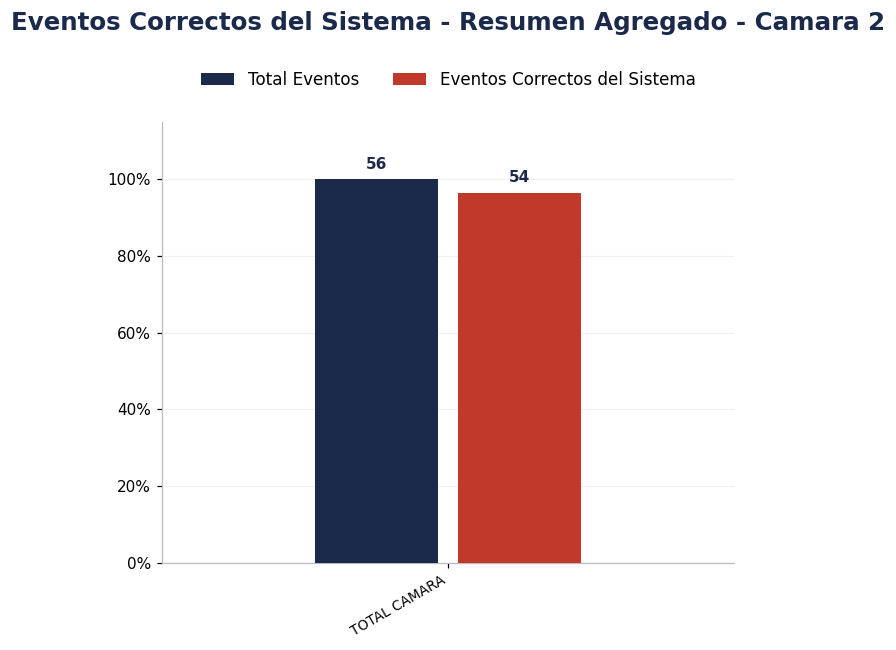 Eventos Correctos del Sistema - Resumen Agregado - Camara 2
Total Eventos
Eventos Correctos del Sistema
56
54
100%
80%
60%
40%
20%
0%
TOTAL CAMARA